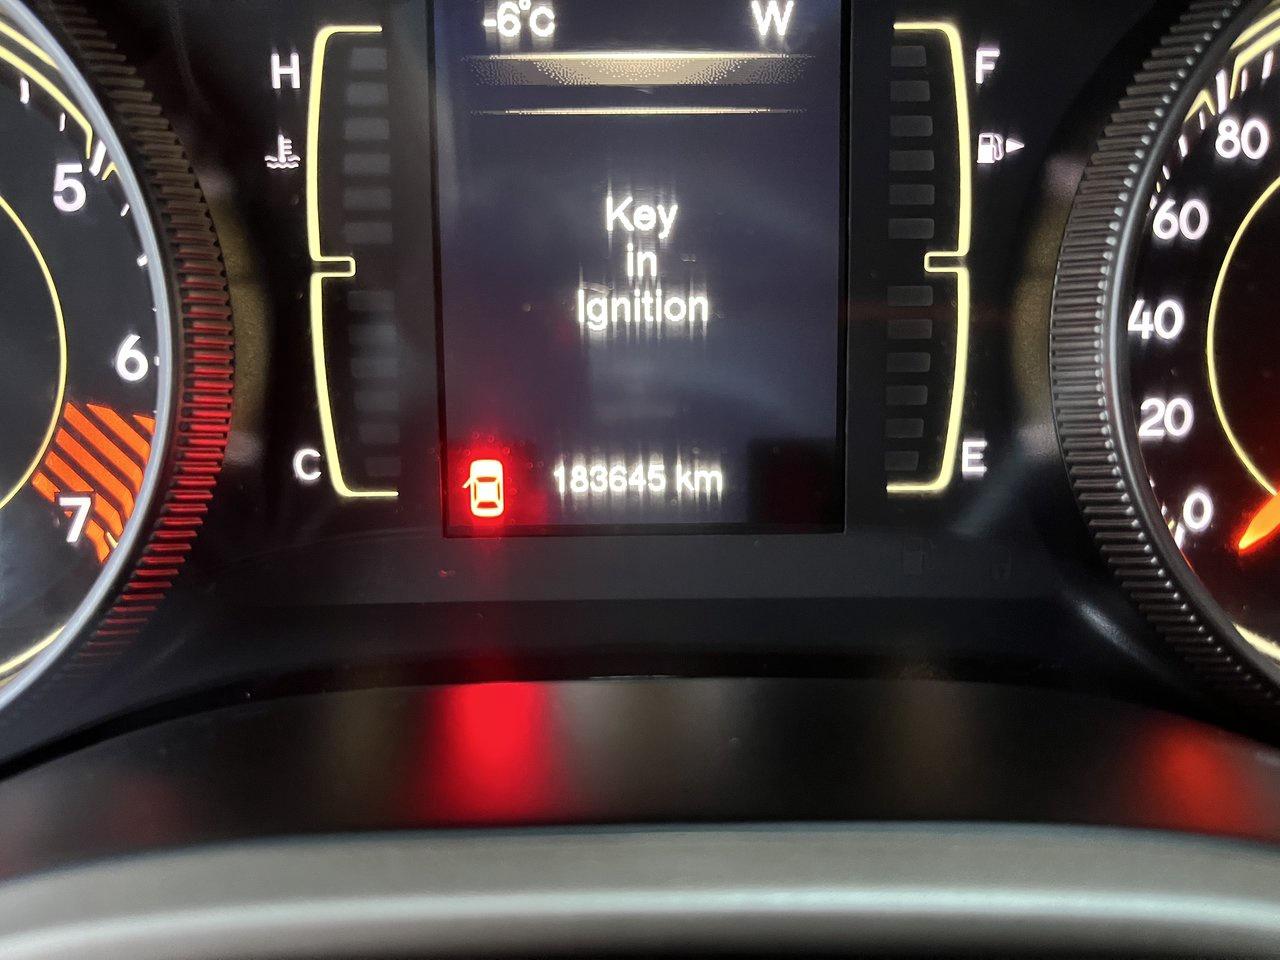 -6°C W
H F
5 80
Key
in
Ignition
60
6 40
20
C E
183645 km
7 0